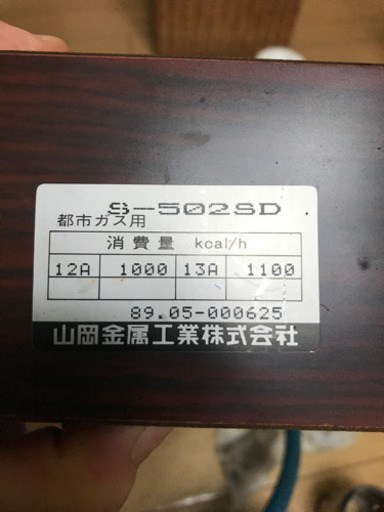 S-502SD
都市ガス用
消費量 kcal/h
12A 1000 13A 1100
89.05-000625
山岡金属工業株式会社